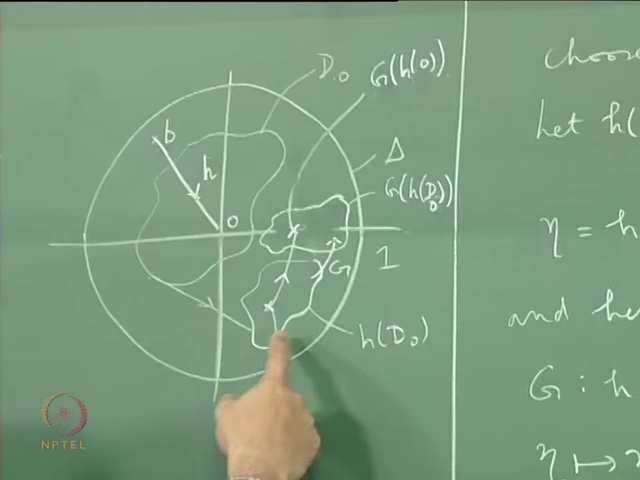 D₀
G(h(0))
b
h
Δ
G(h(D₀))
0
1
G
h(D₀)
choose
Let h(
η = h
and he
G : h
η ↦
NPTEL